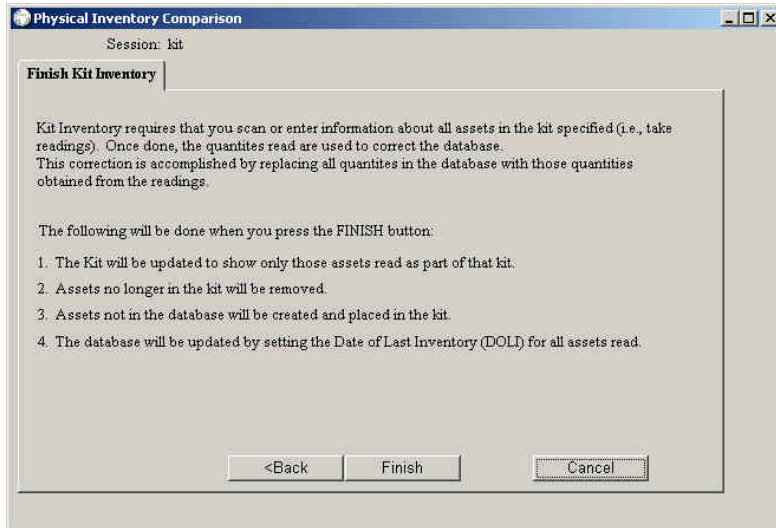 Physical Inventory Comparison
Session: kit
Finish Kit Inventory
Kit Inventory requires that you scan or enter information about all assets in the kit specified (i.e., take
readings). Once done, the quantites read are used to correct the database.
This correction is accomplished by replacing all quantites in the database with those quantities
obtained from the readings.
The following will be done when you press the FINISH button:
1. The Kit will be updated to show only those assets read as part of that kit.
2. Assets no longer in the kit will be removed.
3. Assets not in the database will be created and placed in the kit.
4. The database will be updated by setting the Date of Last Inventory (DOLI) for all assets read.
<Back Finish Cancel